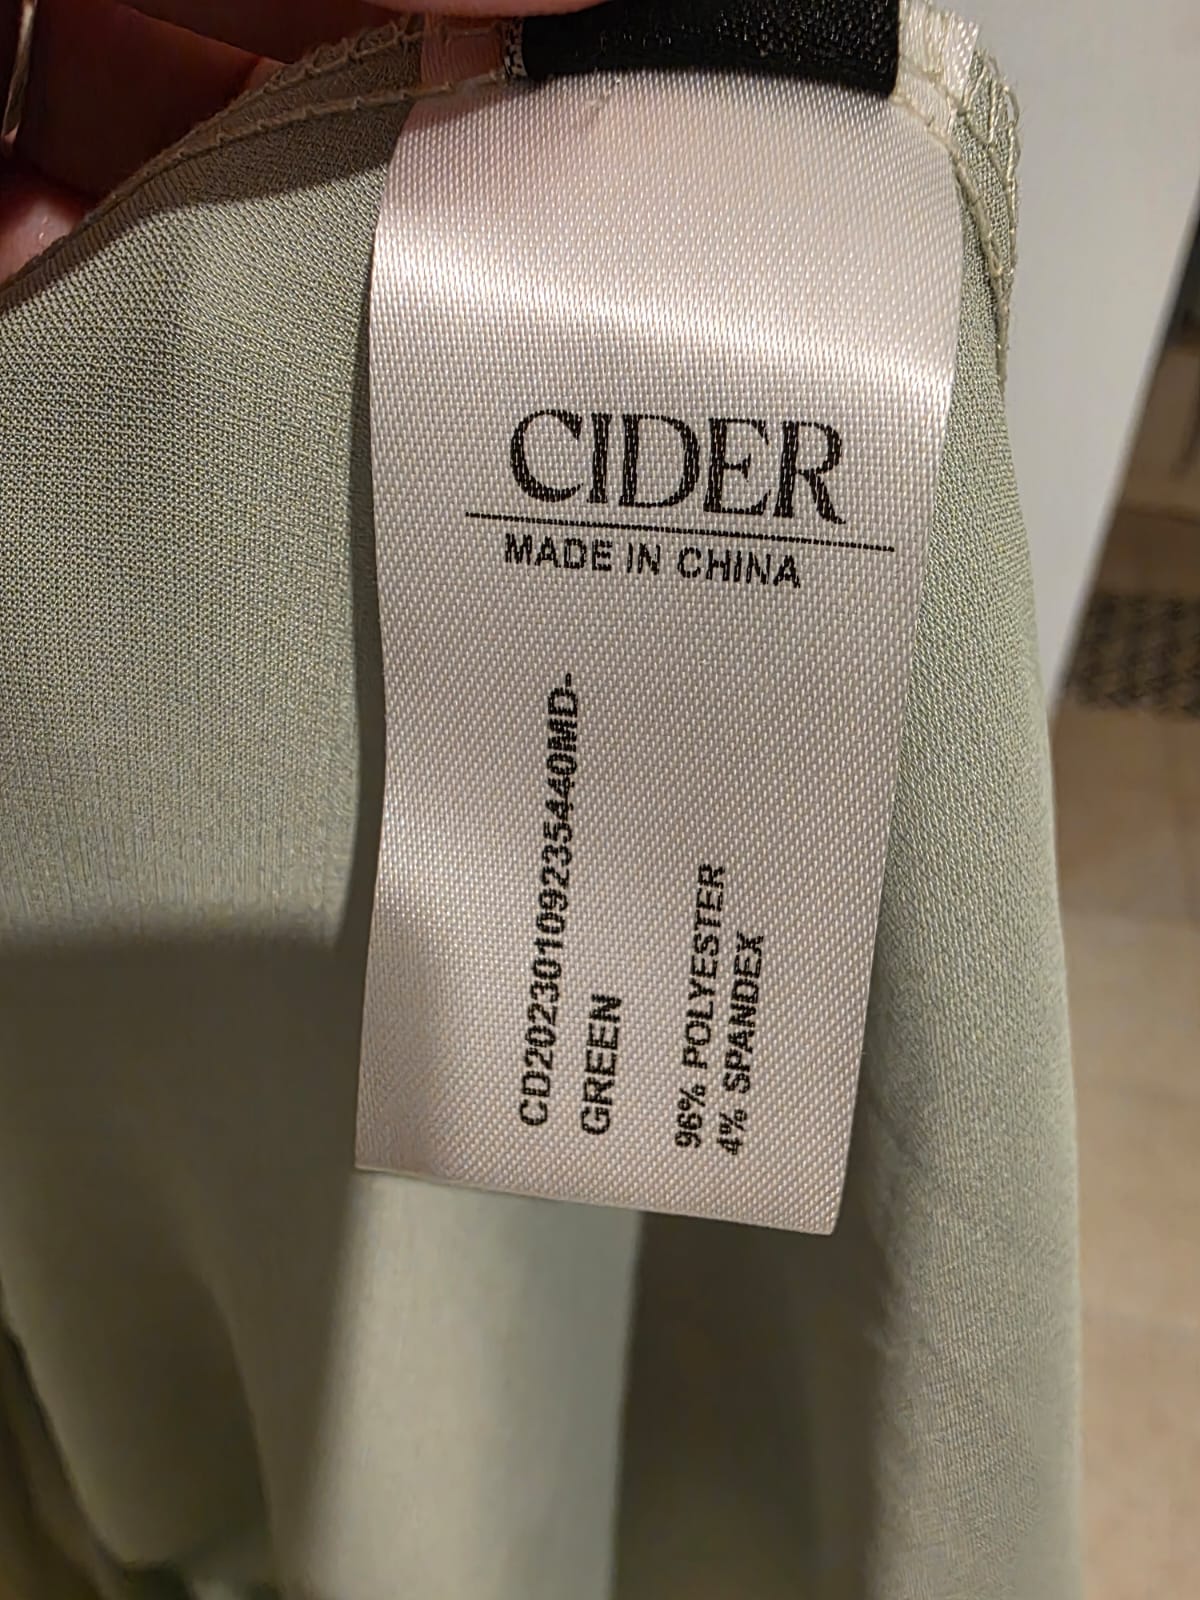 CIDER
MADE IN CHINA
CD20230109235440MD-
GREEN
96% POLYESTER
4% SPANDEX